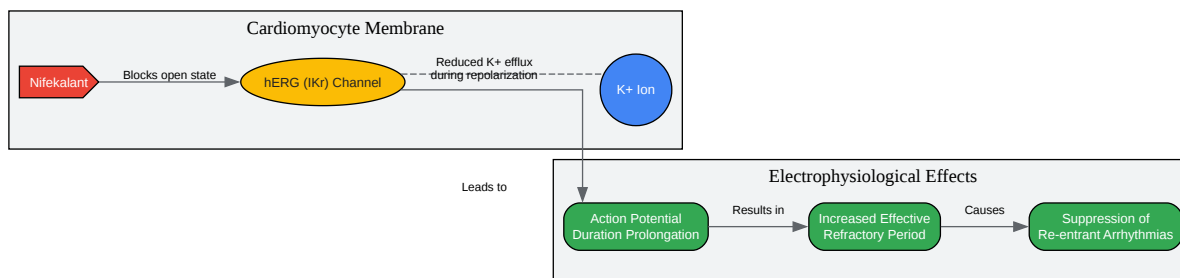 Cardiomyocyte Membrane
Nifekalant
Blocks open state
hERG (IKr) Channel
Reduced K+ efflux
during repolarization
K+ Ion
Leads to
Electrophysiological Effects
Action Potential
Duration Prolongation
Results in
Increased Effective
Refractory Period
Causes
Suppression of
Re-entrant Arrhythmias